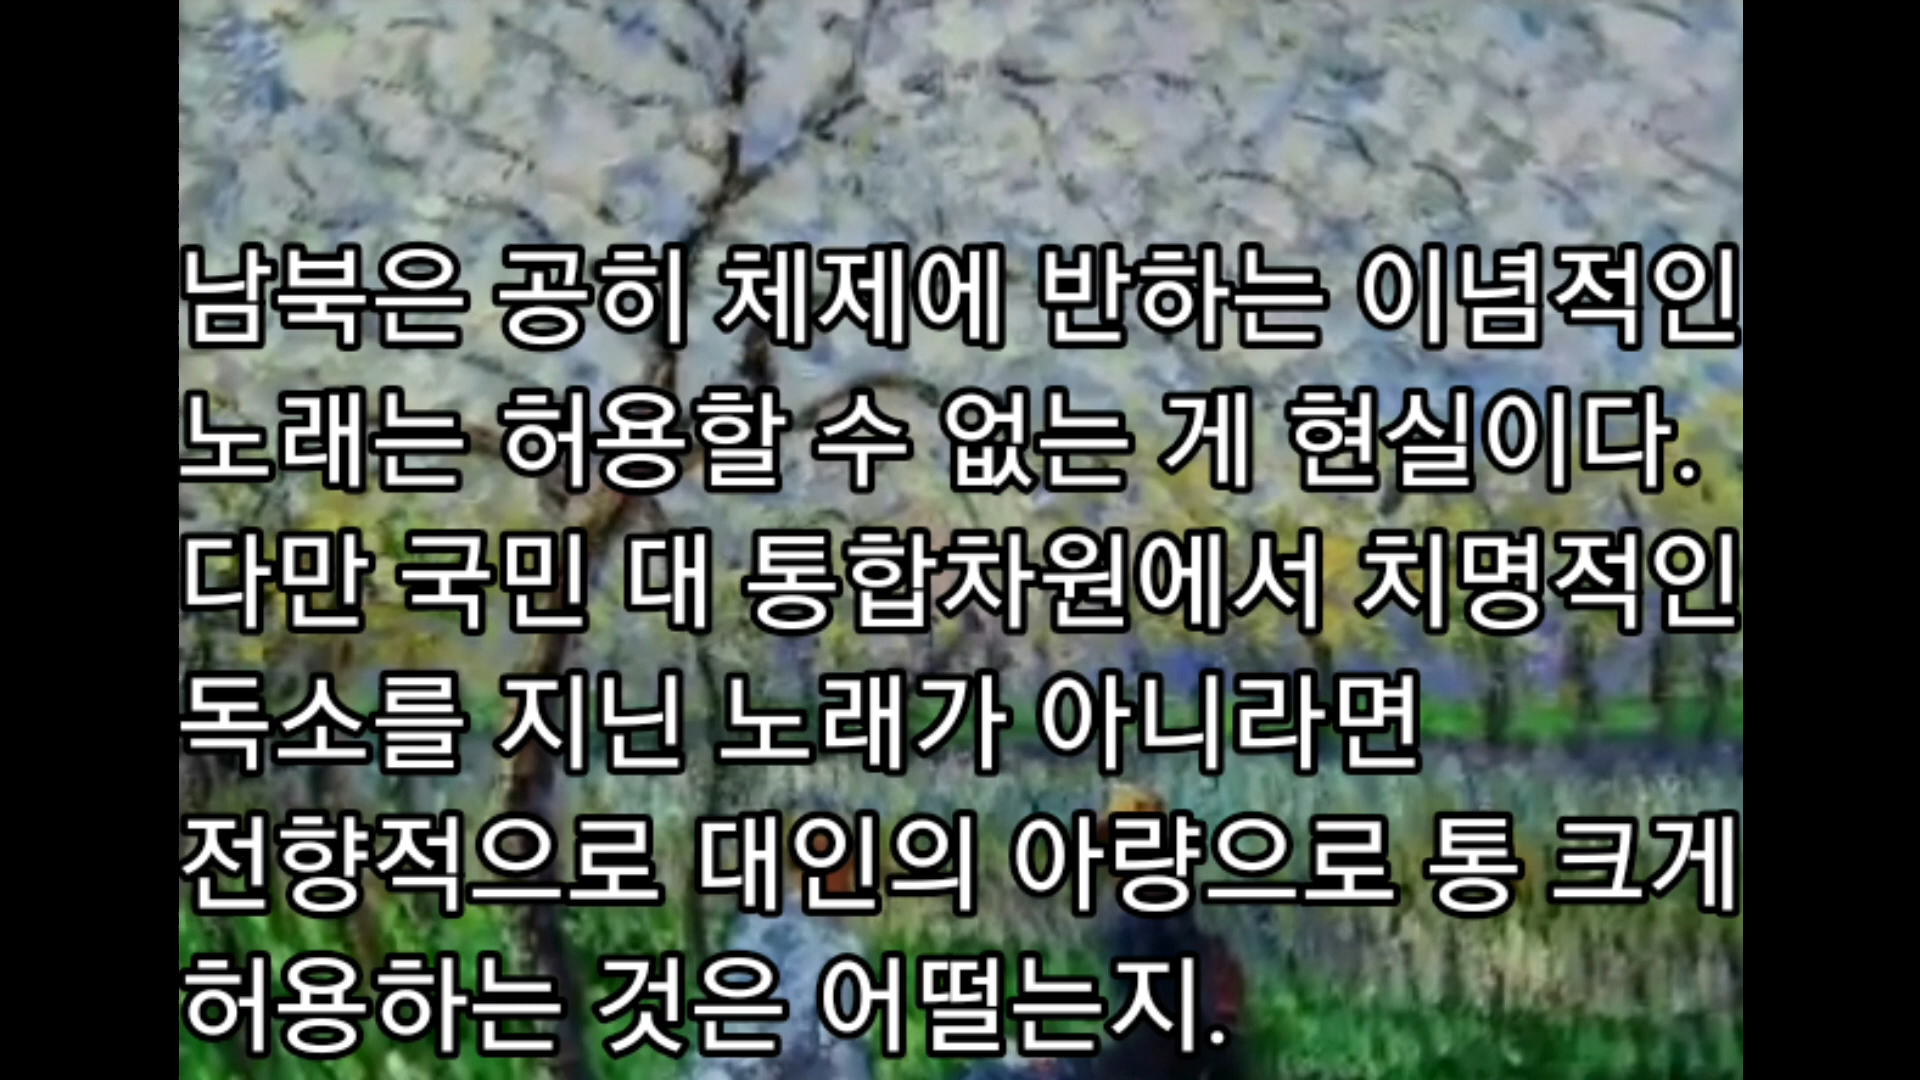 남북은 공히 체제에 반하는 이념적인
노래는 허용할 수 없는 게 현실이다.
다만 국민 대 통합차원에서 치명적인
독소를 지닌 노래가 아니라면
전향적으로 대인의 아량으로 통 크게
허용하는 것은 어떨는지.